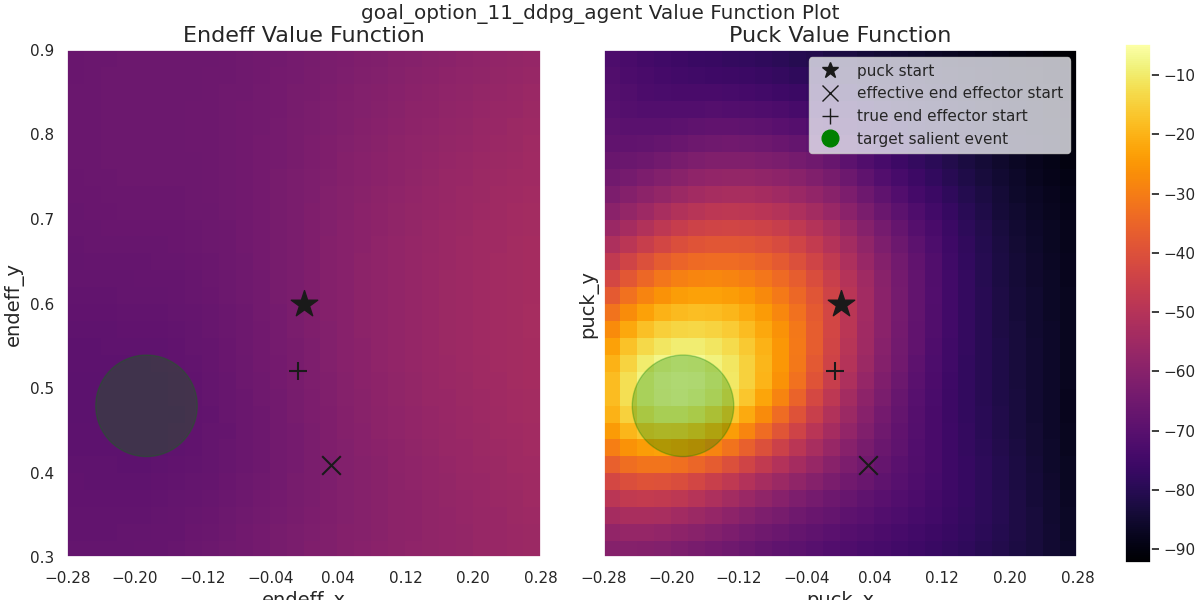 goal_option_11_ddpg_agent Value Function Plot
Endeff Value Function
Puck Value Function
puck start
effective end effector start
true end effector start
target salient event
endeff_y
0.9
0.8
0.7
0.6
0.5
0.4
0.3
−0.28 −0.20 −0.12 −0.04 0.04 0.12 0.20 0.28
endeff_x
puck_y
−0.28 −0.20 −0.12 −0.04 0.04 0.12 0.20 0.28
puck_x
−10
−20
−30
−40
−50
−60
−70
−80
−90